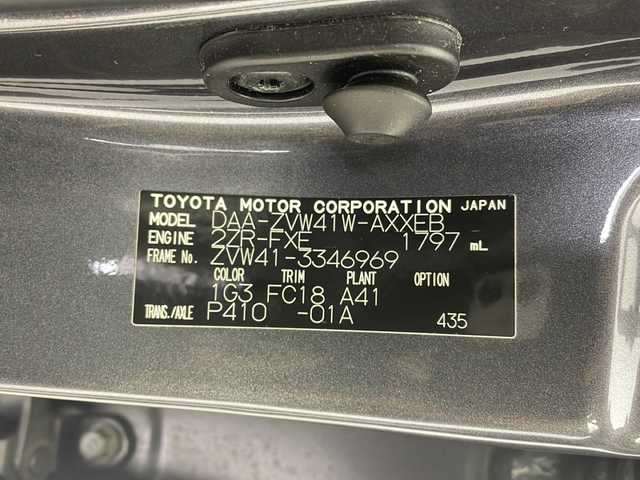 TOYOTA MOTOR CORPORATION JAPAN
MODEL DAA-ZVW41W-AXXEB
ENGINE 2ZR-FXE 1797 mL
FRAME No. ZVW41-3346969
COLOR TRIM PLANT OPTION
1G3 FC18 A41
TRANS./AXLE P410 -01A 435